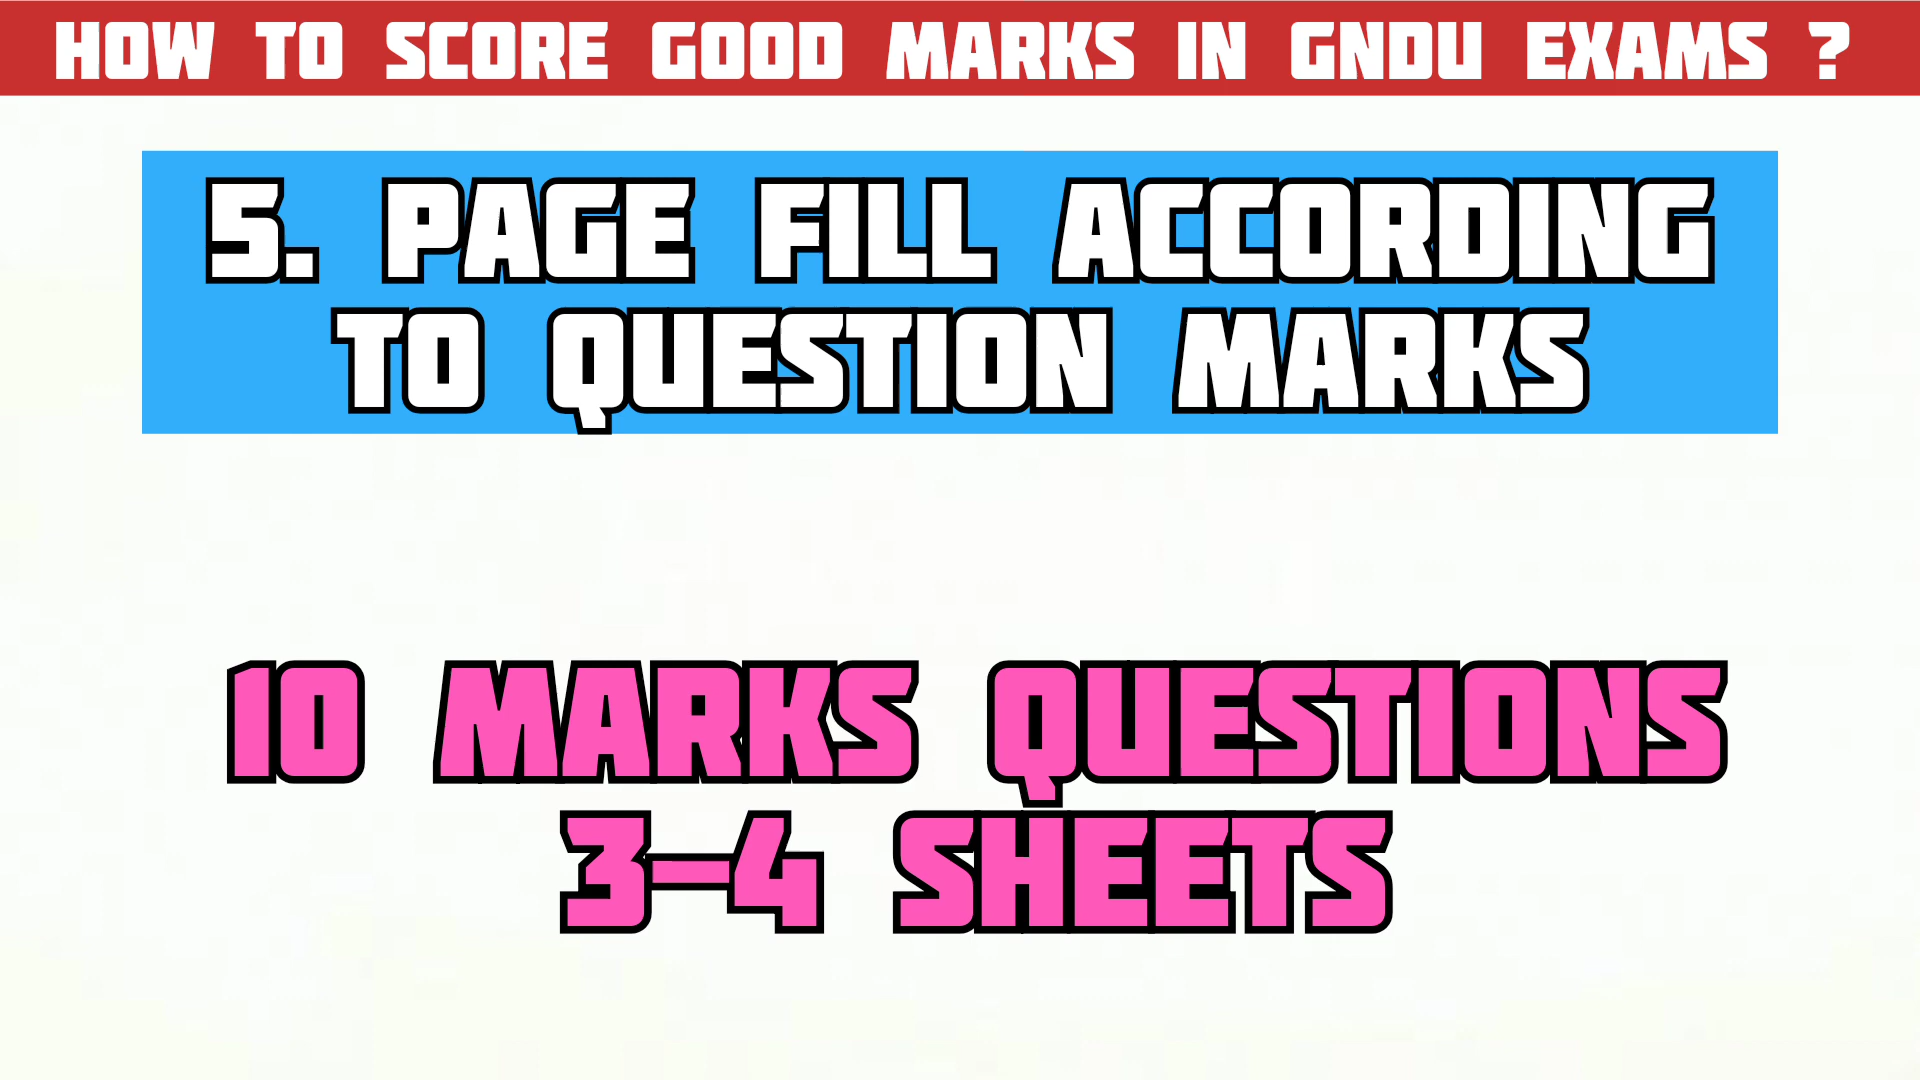 HOW TO SCORE GOOD MARKS IN GNDU EXAMS ?
5. PAGE FILL ACCORDING
TO QUESTION MARKS
10 MARKS QUESTIONS
3-4 SHEETS